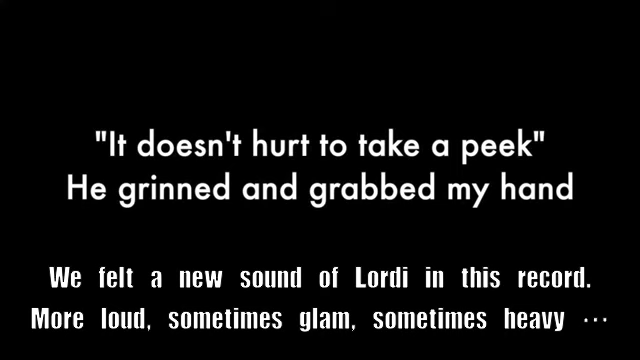 "It doesn't hurt to take a peek"
He grinned and grabbed my hand
We felt a new sound of Lordi in this record.
More loud, sometimes glam, sometimes heavy ⋯